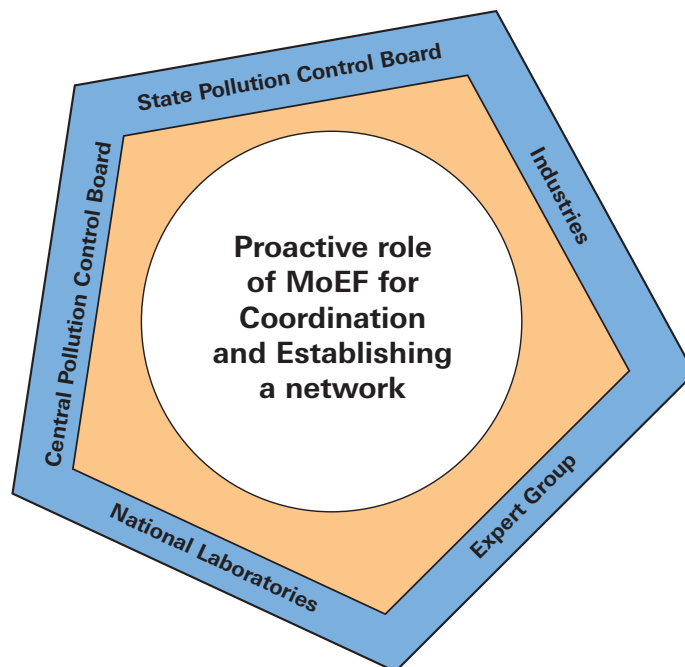 State Pollution Control Board
Industries
Central Pollution Control Board
Proactive role
of MoEF for
Coordination
and Establishing
a network
Expert Group
National Laboratories